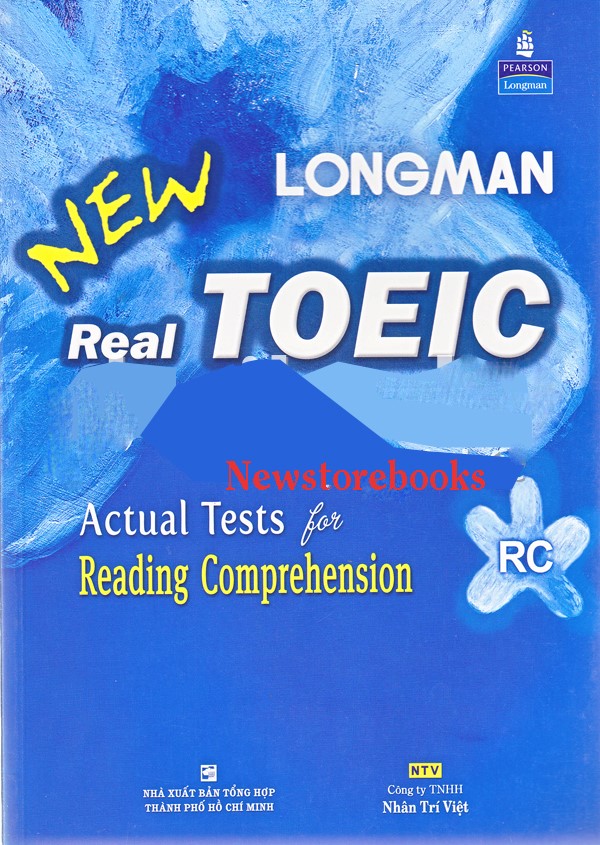 PEARSON
Longman
NEW
LONGMAN
Real TOEIC
Newstorebooks
Actual Tests for
Reading Comprehension
RC
NHÀ XUẤT BẢN TỔNG HỢP
THÀNH PHỐ HỒ CHÍ MINH
NTV
Công ty TNHH
Nhân Trí Việt